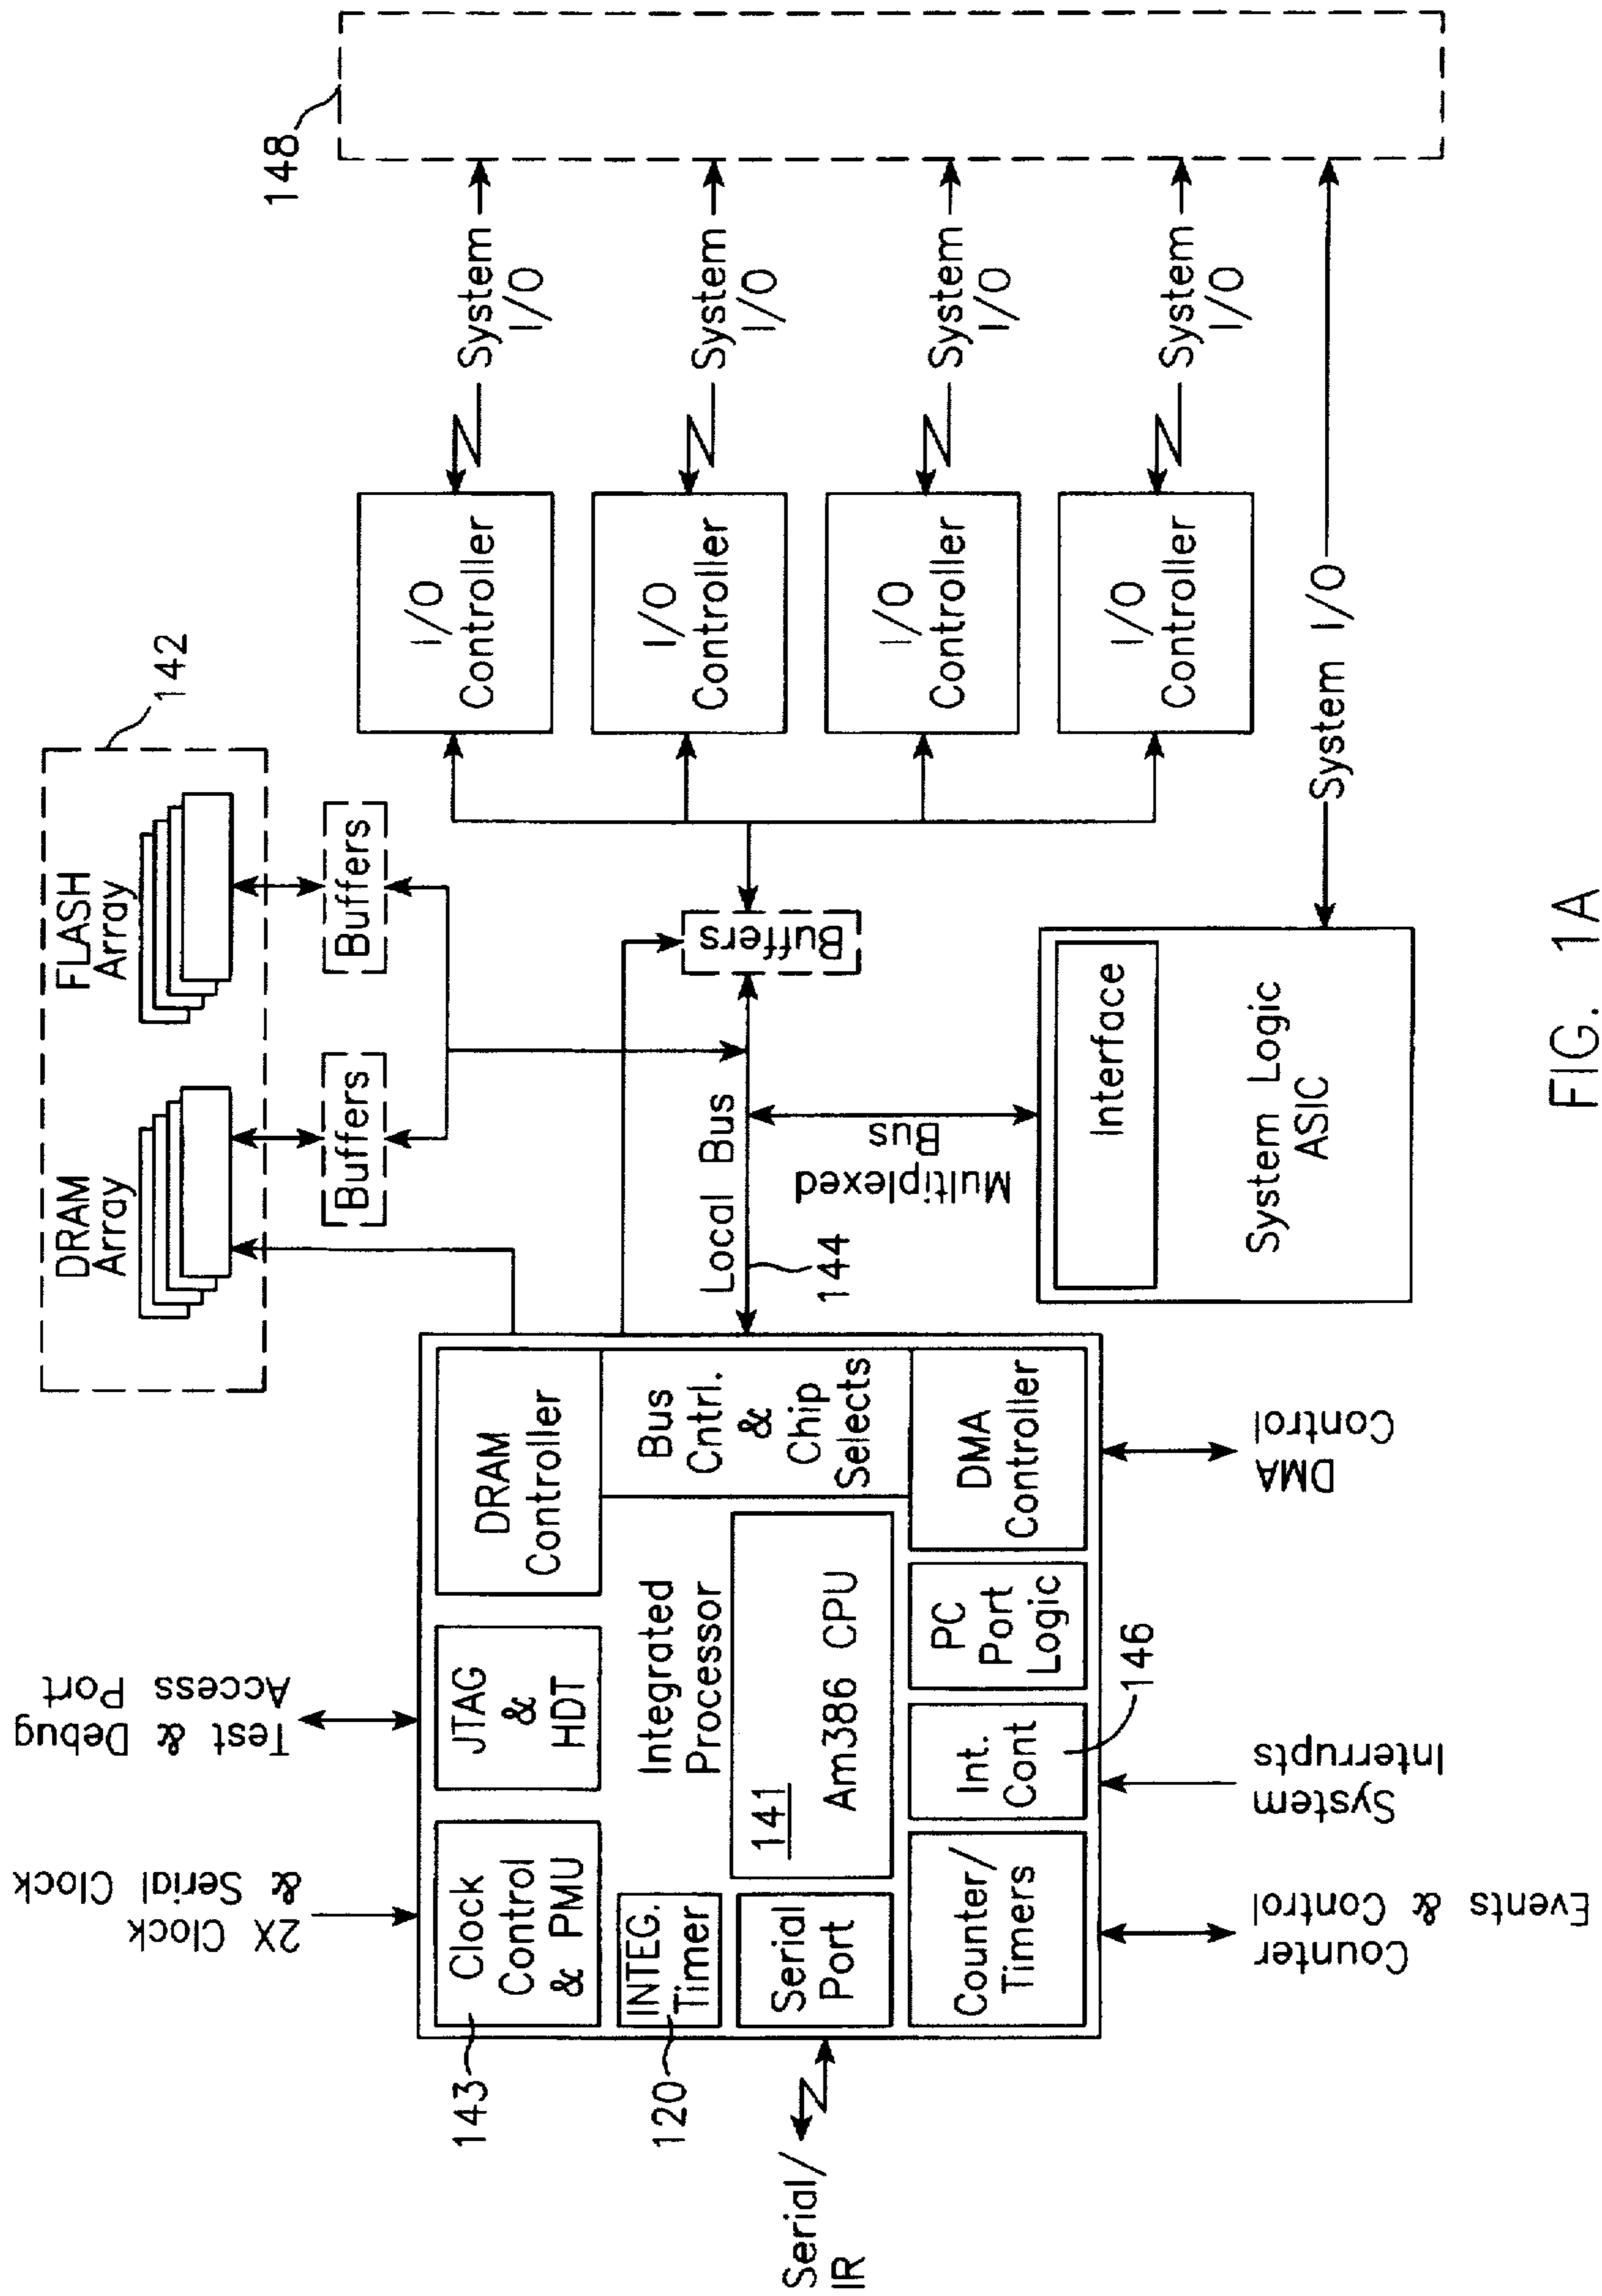 148
142
FLASH
Array
DRAM
Array
Buffers
Buffers
Buffers
I/O
Controller
I/O
Controller
I/O
Controller
I/O
Controller
System
I/O
System
I/O
System
I/O
System
I/O
System I/O
Local Bus
144
Multiplexed
Bus
Interface
System Logic
ASIC
Test & Debug
Access Port
2X Clock
& Serial Clock
143
Clock
Control
& PMU
JTAG
&
HDT
DRAM
Controller
120
INTEG.
Timer
Integrated
Processor
Bus
Cntrl.
&
Chip
Selects
Serial/
IR
Serial
Port
141
Am386 CPU
Counter/
Timers
Int.
Cont
146
PC
Port
Logic
DMA
Controller
Counter
Events & Control
System
Interrupts
DMA
Control
FIG. 1A